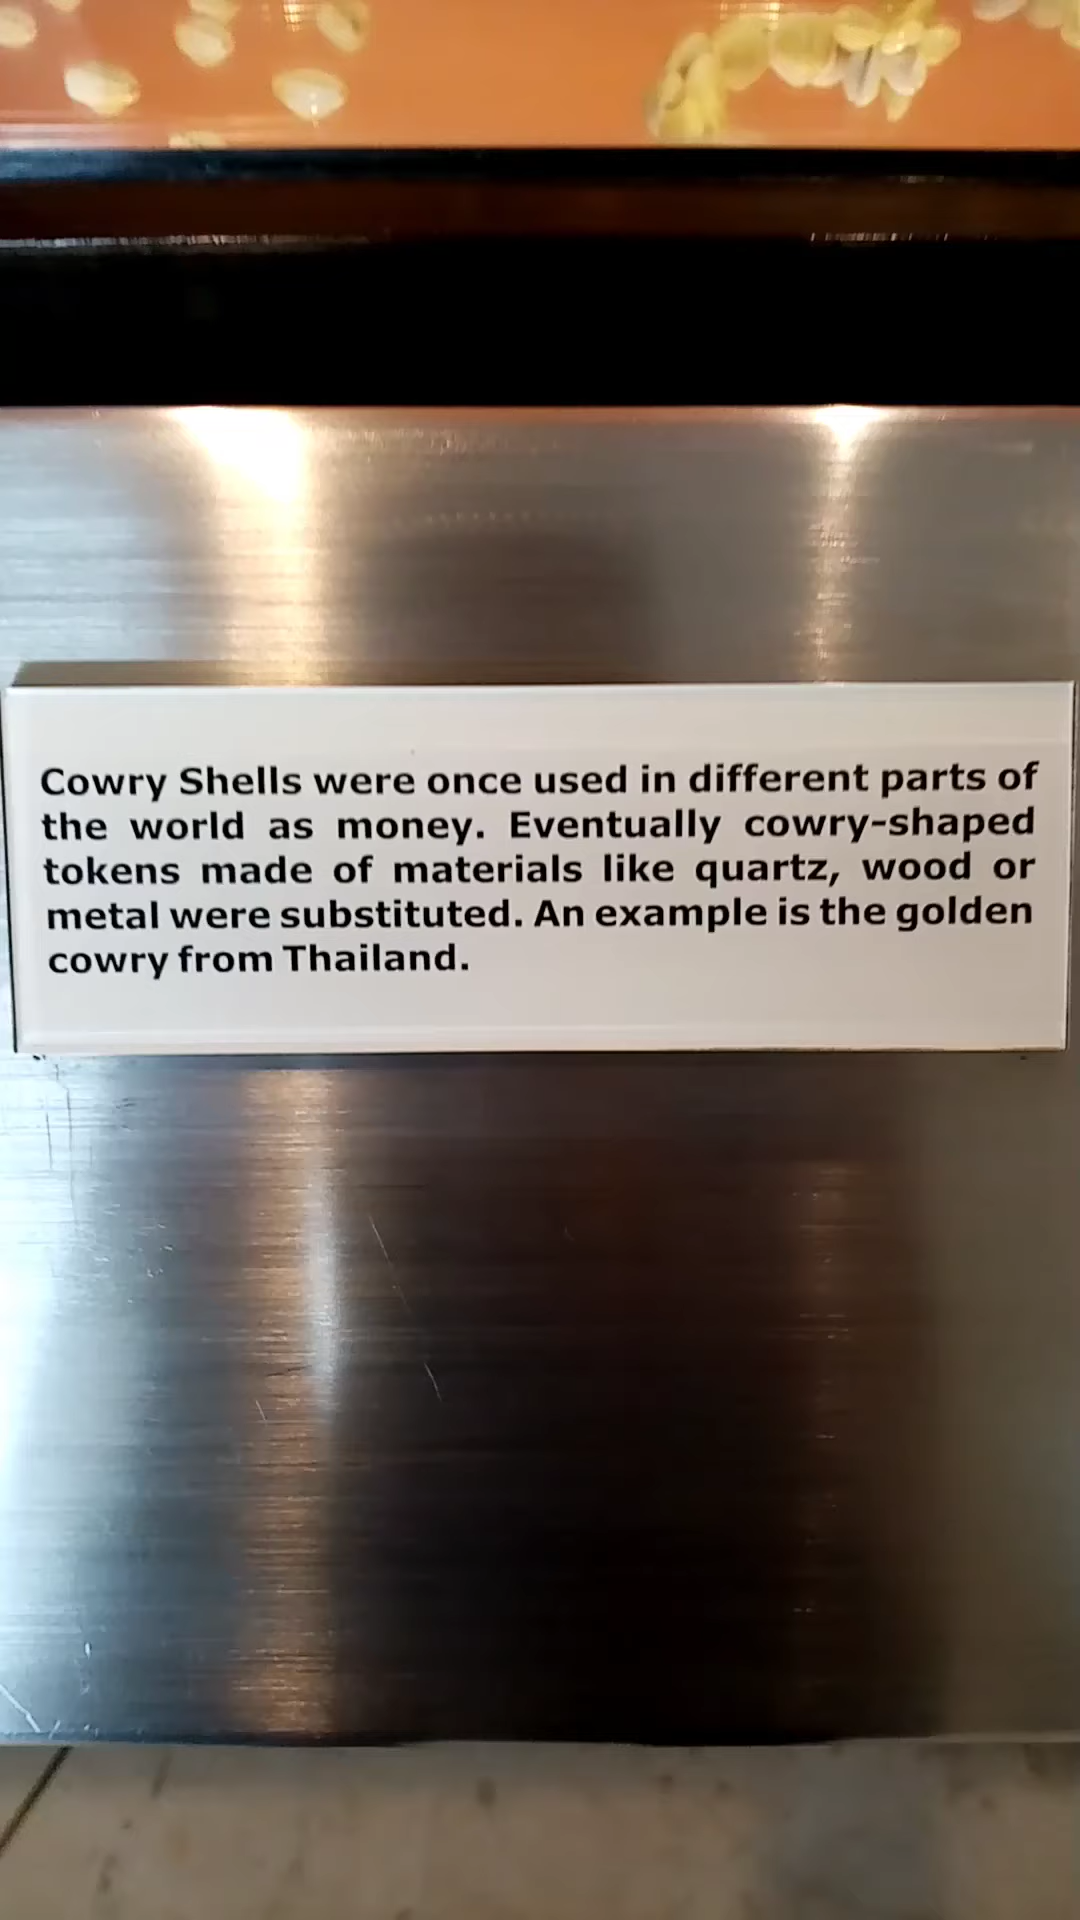 Cowry Shells were once used in different parts of
the world as money. Eventually cowry-shaped
tokens made of materials like quartz, wood or
metal were substituted. An example is the golden
cowry from Thailand.